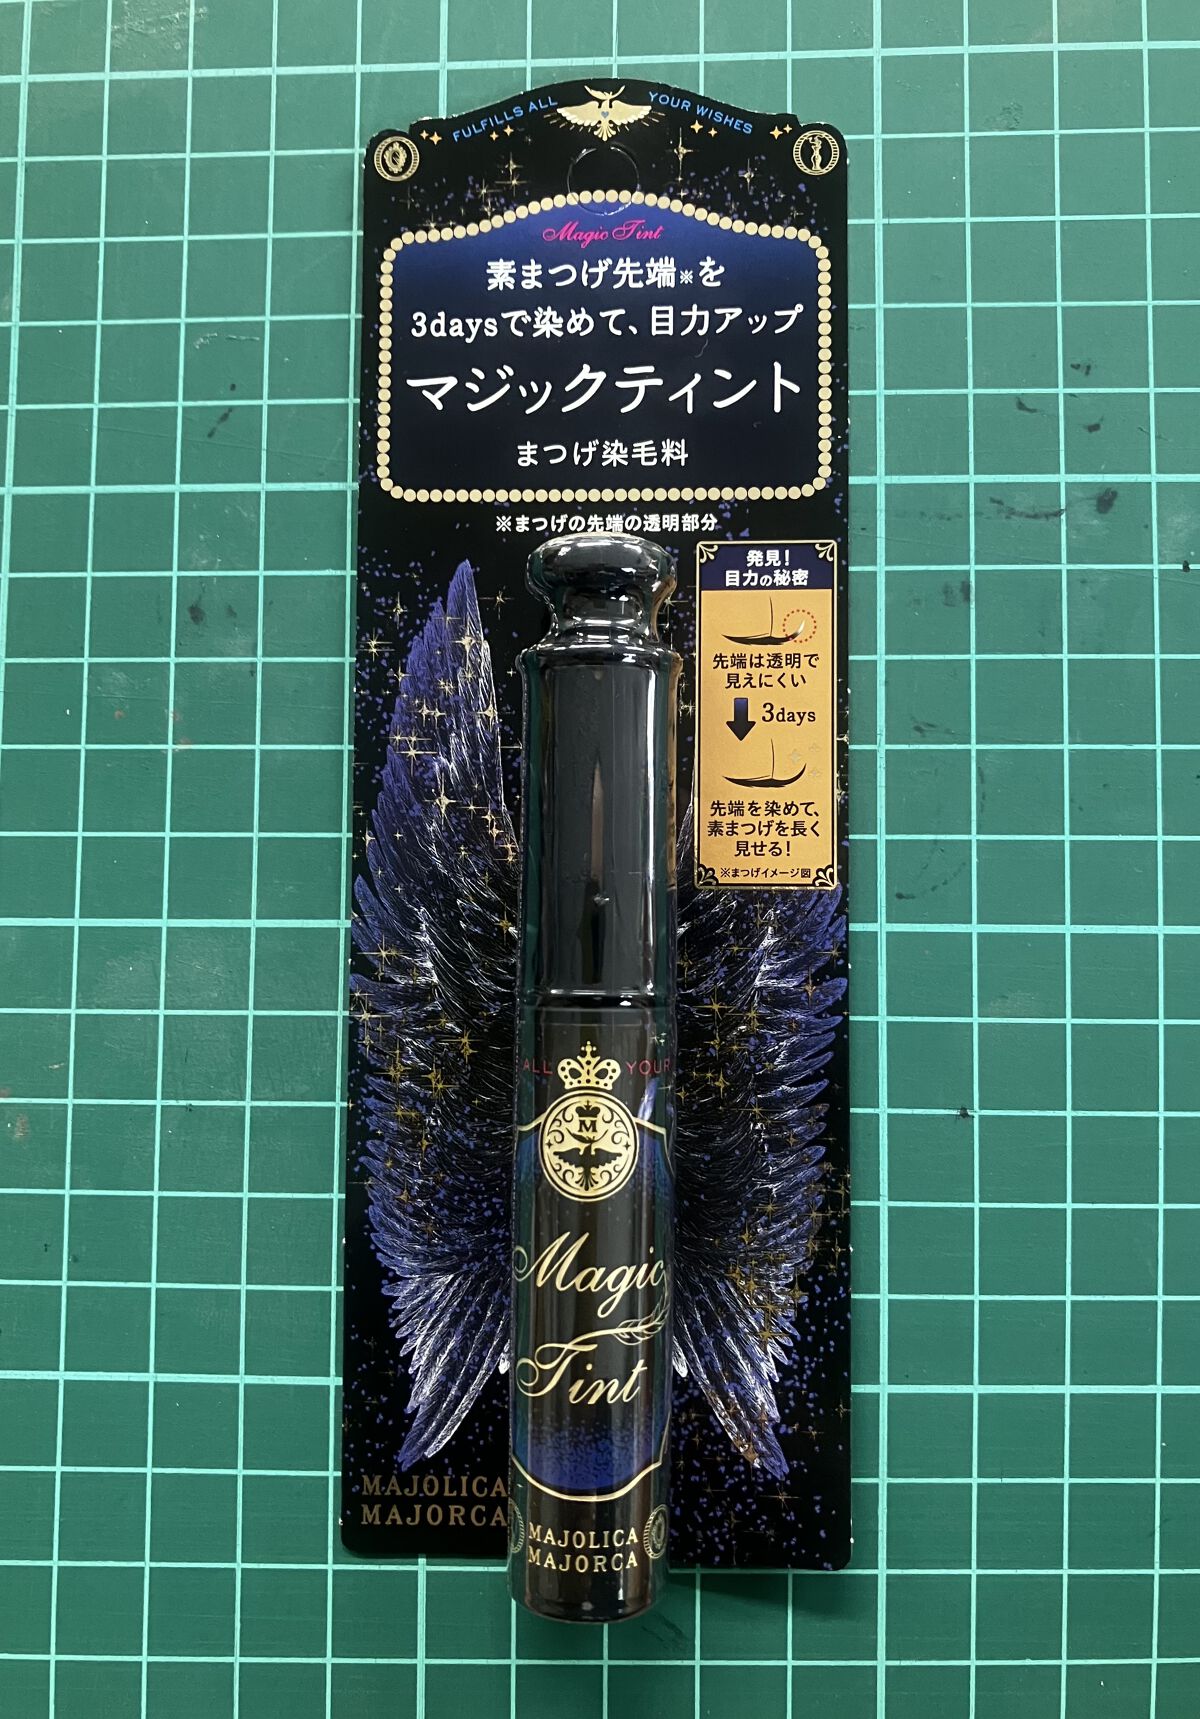 FULFILLS ALL YOUR WISHES
Magic Tint
素まつげ先端※を
3daysで染めて、目力アップ
マジックティント
まつげ染毛料
※まつげの先端の透明部分
発見!
目力の秘密
先端は透明で
見えにくい
3days
先端を染めて、
素まつげを長く
見せる!
※まつげイメージ図
ALL YOUR
M
Magic
Tint
MAJOLICA
MAJORCA
MAJOLICA
MAJORCA